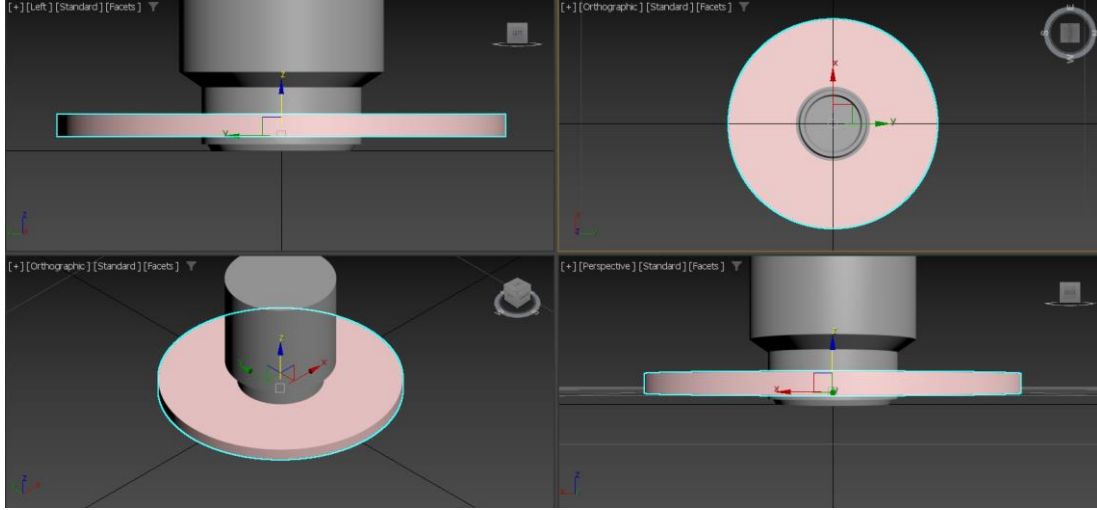 [+] [Left] [Standard] [Facets]
z
y
z
[+] [Orthographic] [Standard] [Facets]
E
S
W
x
y
x
z
[+] [Orthographic] [Standard] [Facets]
z
x
z
x
[+] [Perspective] [Standard] [Facets]
z
x
z
x